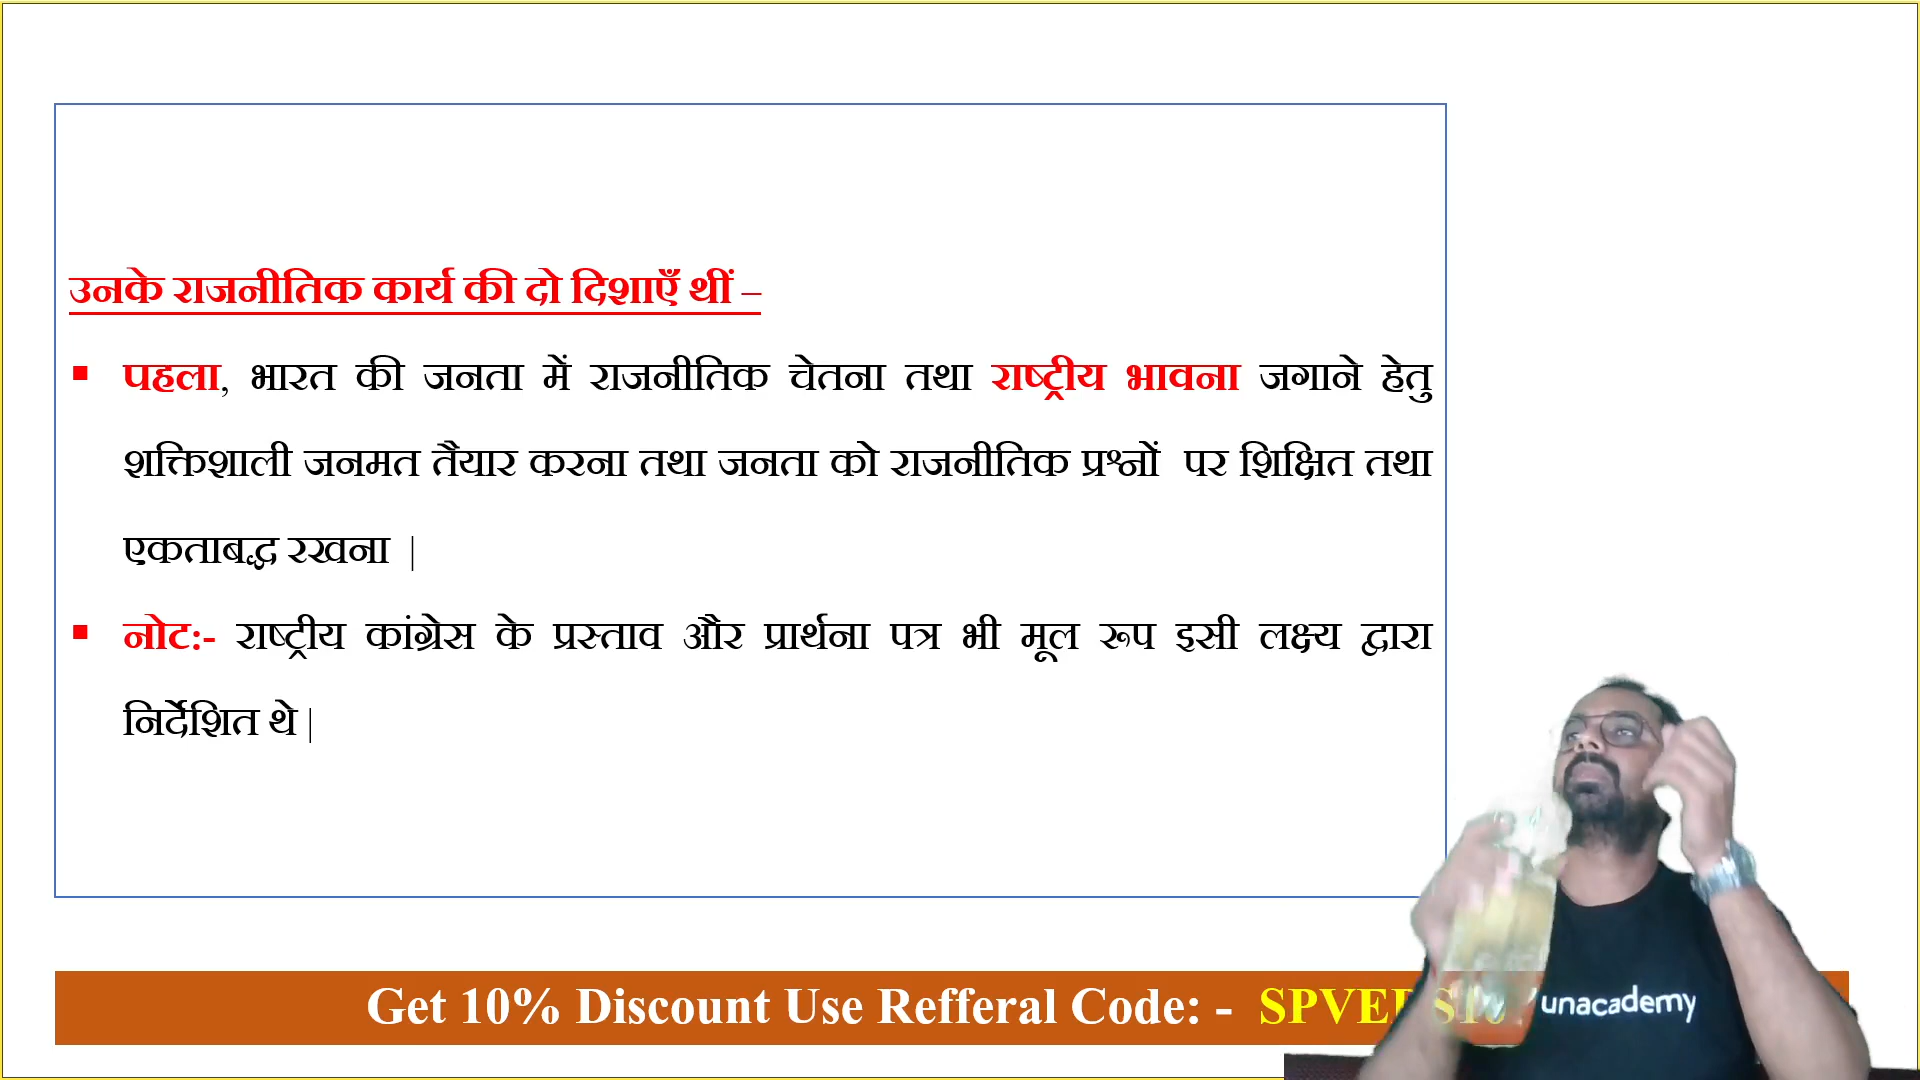 उनके राजनीतिक कार्य की दो दिशाएँ थीं –
▪ पहला, भारत की जनता में राजनीतिक चेतना तथा राष्ट्रीय भावना जगाने हेतु
शक्तिशाली जनमत तैयार करना तथा जनता को राजनीतिक प्रश्नों पर शिक्षित तथा
एकताबद्ध रखना |
▪ नोट:- राष्ट्रीय कांग्रेस के प्रस्ताव और प्रार्थना पत्र भी मूल रूप इसी लक्ष्य द्वारा
निर्देशित थे |
Get 10% Discount Use Refferal Code: -
unacademy